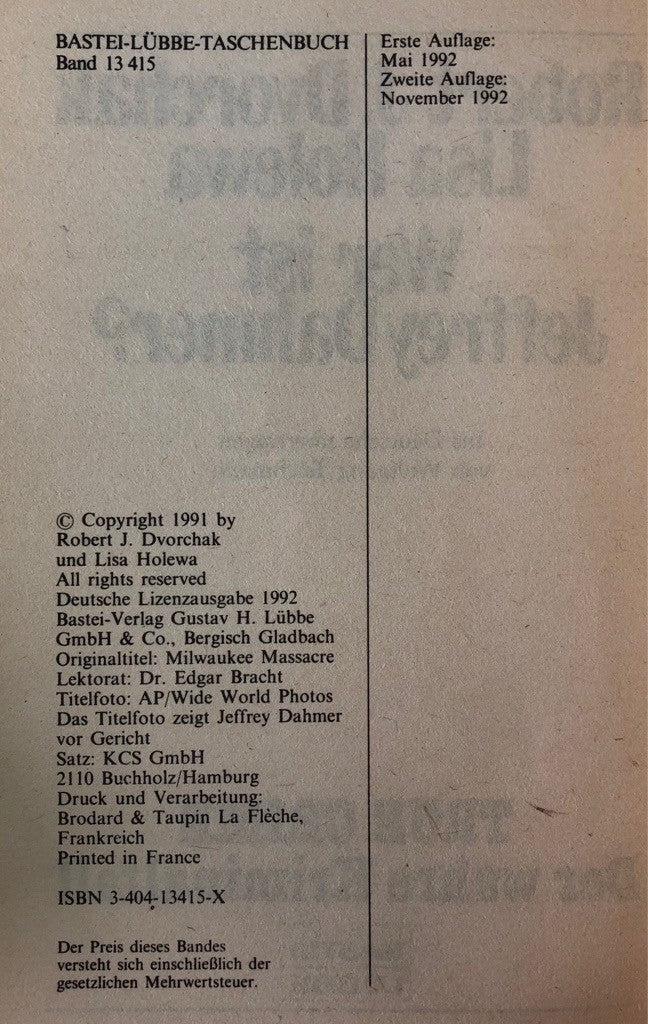 BASTEI-LÜBBE-TASCHENBUCH
Band 13 415
Erste Auflage:
Mai 1992
Zweite Auflage:
November 1992
© Copyright 1991 by
Robert J. Dvorchak
und Lisa Holewa
All rights reserved
Deutsche Lizenzausgabe 1992
Bastei-Verlag Gustav H. Lübbe
GmbH & Co., Bergisch Gladbach
Originaltitel: Milwaukee Massacre
Lektorat: Dr. Edgar Bracht
Titelfoto: AP/Wide World Photos
Das Titelfoto zeigt Jeffrey Dahmer
vor Gericht
Satz: KCS GmbH
2110 Buchholz/Hamburg
Druck und Verarbeitung:
Brodard & Taupin La Flèche,
Frankreich
Printed in France
ISBN 3-404-13415-X
Der Preis dieses Bandes
versteht sich einschließlich der
gesetzlichen Mehrwertsteuer.